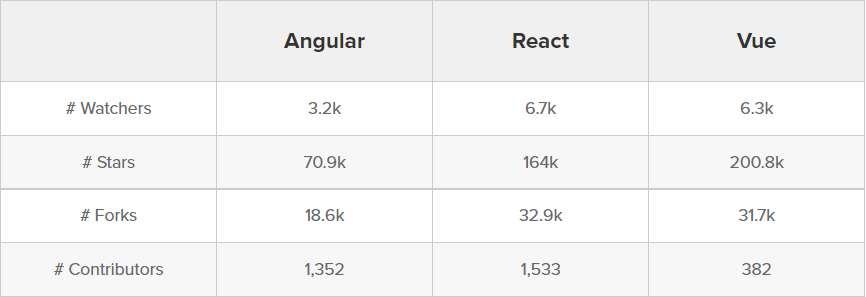 Angular React Vue
# Watchers 3.2k 6.7k 6.3k
# Stars 70.9k 164k 200.8k
# Forks 18.6k 32.9k 31.7k
# Contributors 1,352 1,533 382